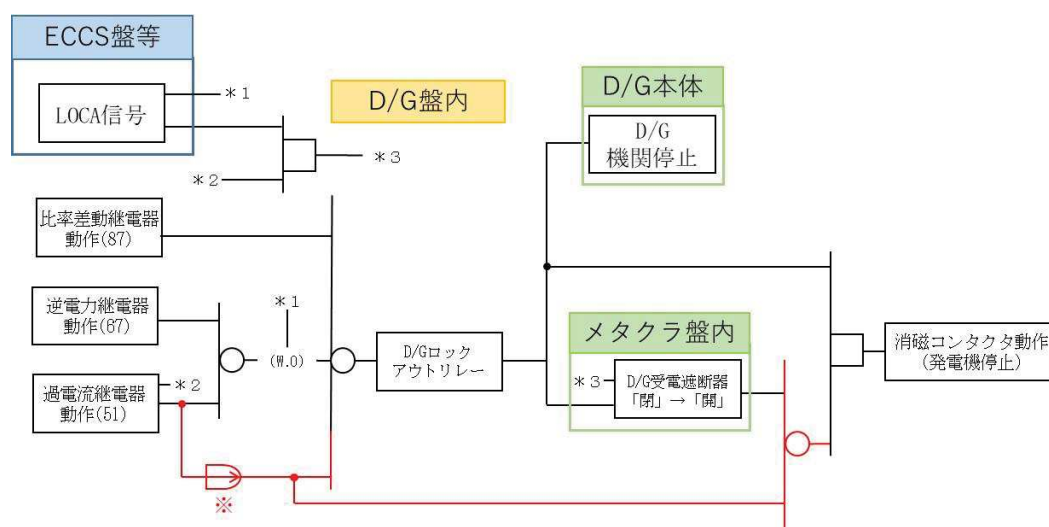 ECCS盤等
LOCA信号
＊1
＊3
＊2
D/G盤内
D/G本体
D/G
機関停止
比率差動継電器
動作(87)
逆電力継電器
動作(67)
過電流継電器
動作(51)
＊2
＊1
(W.O)
D/Gロック
アウトリレー
メタクラ盤内
＊3
D/G受電遮断器
「閉」→「開」
消磁コンタクタ動作
(発電機停止)
※